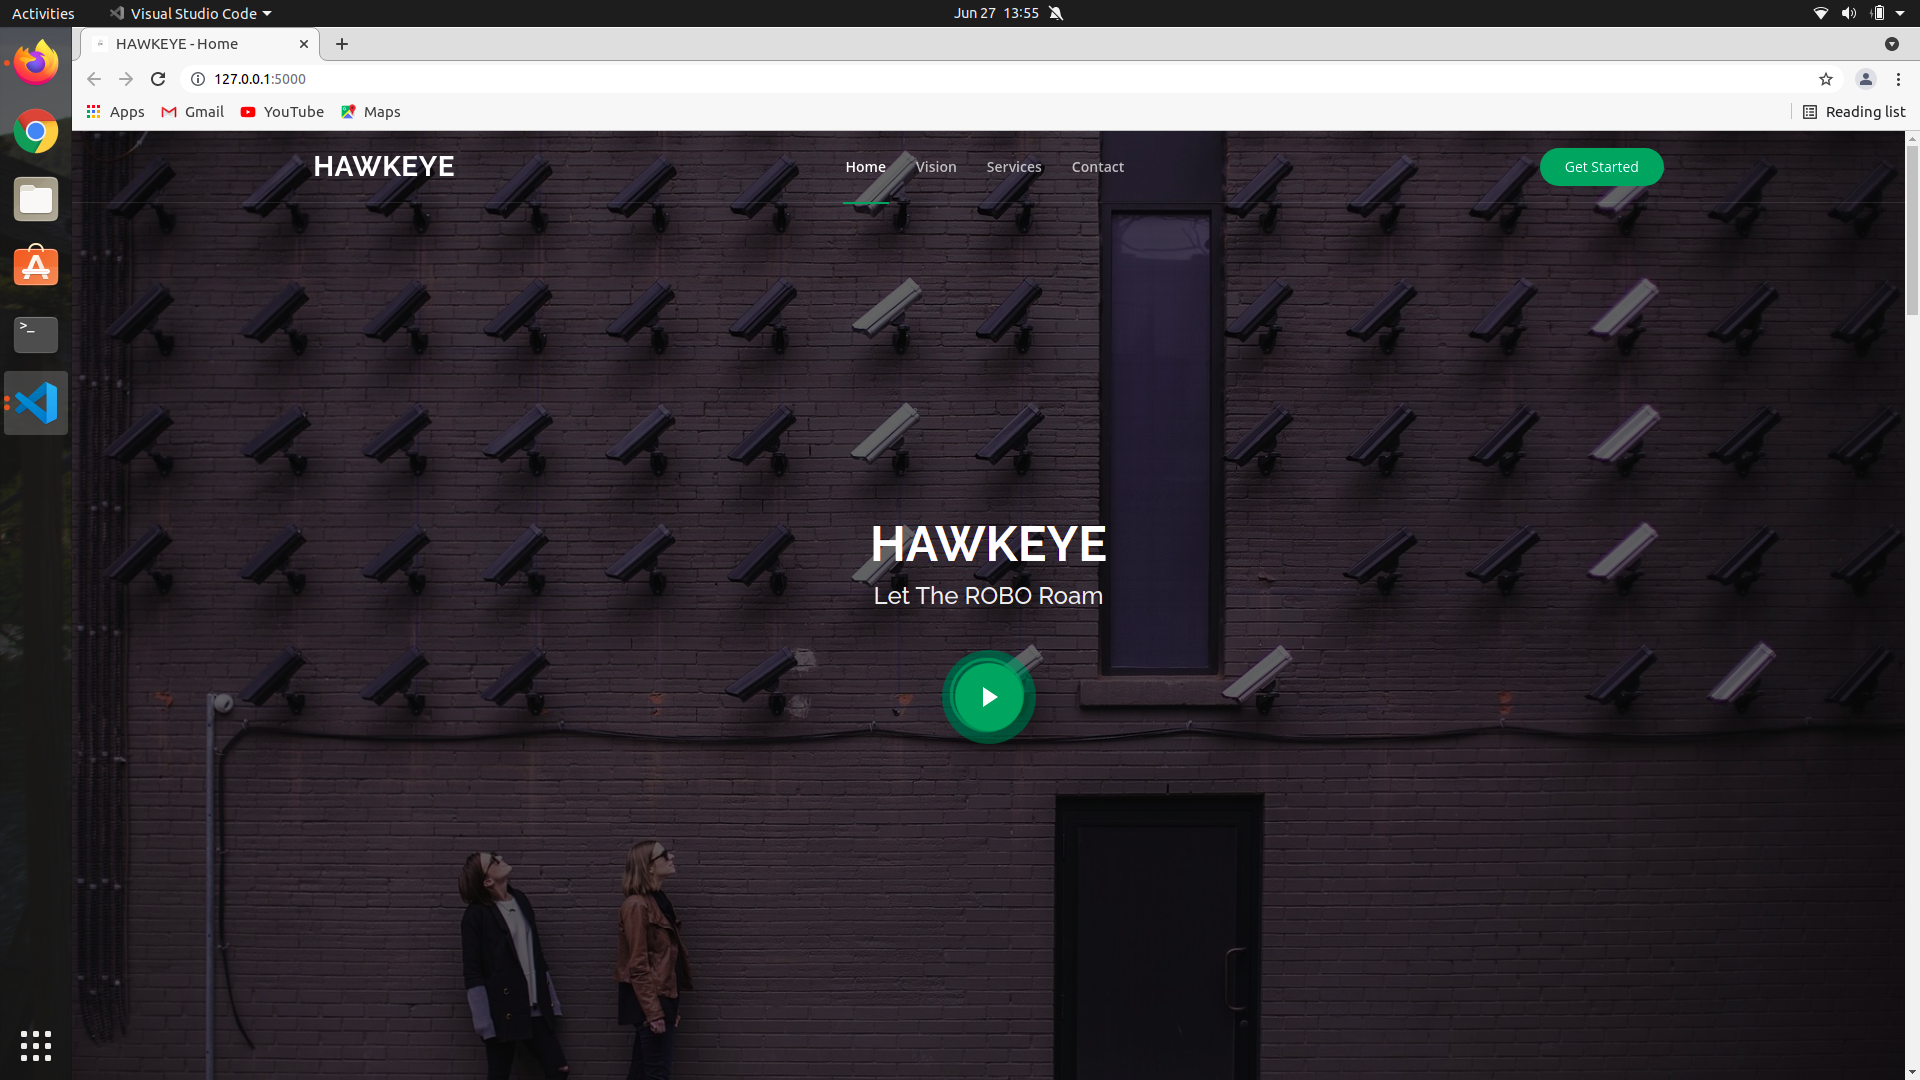 Activities
Visual Studio Code
Jun 27 13:55
HAWKEYE - Home
127.0.0.1:5000
Apps
Gmail
YouTube
Maps
Reading list
HAWKEYE
Home
Vision
Services
Contact
Get Started
>_
HAWKEYE
Let The ROBO Roam